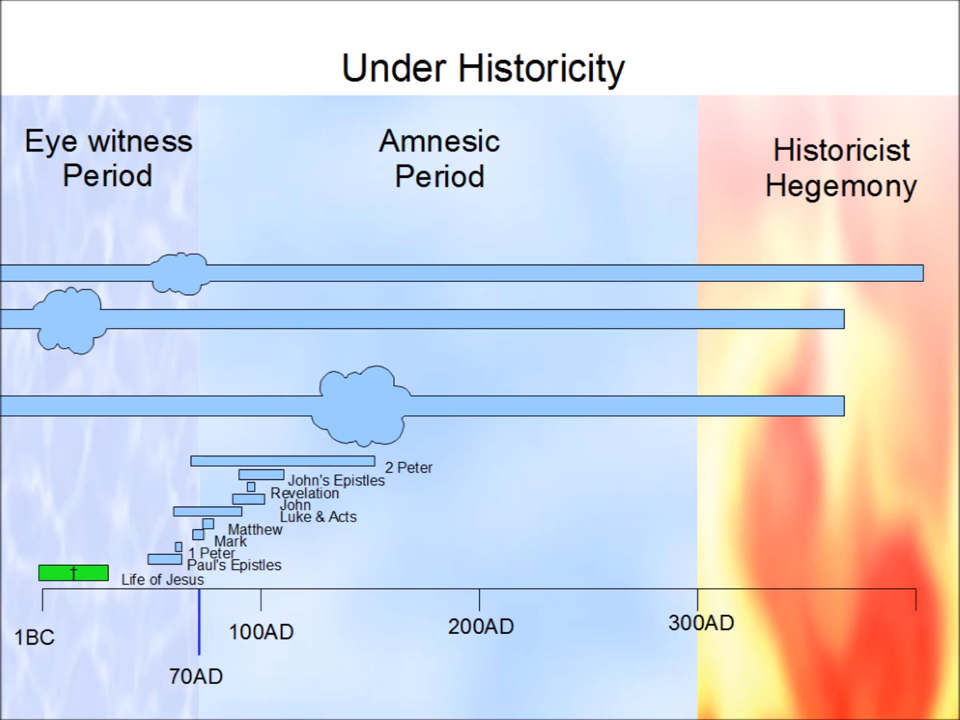 Under Historicity
Eye witness
Period
Amnesic
Period
Historicist
Hegemony
2 Peter
John's Epistles
Revelation
John
Luke & Acts
Matthew
Mark
1 Peter
Paul's Epistles
Life of Jesus
†
1BC
100AD
200AD
300AD
70AD